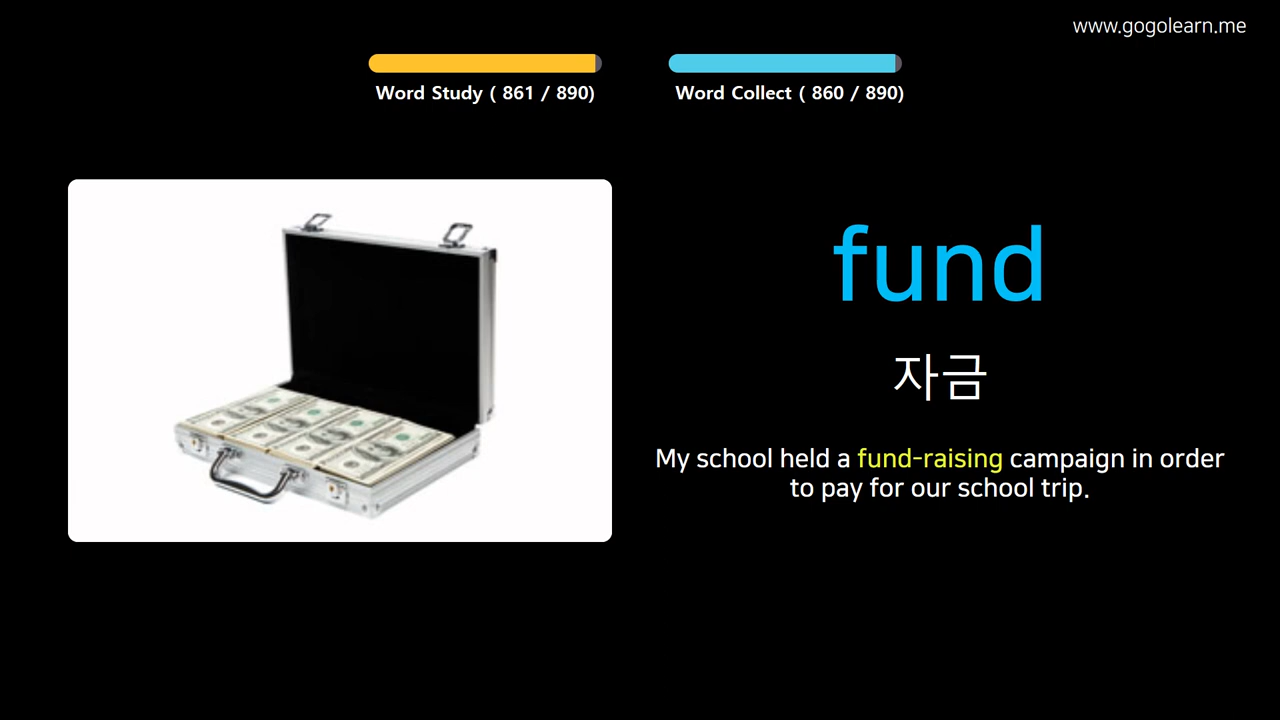 www.gogolearn.me
Word Study ( 861 / 890)
Word Collect ( 860 / 890)
fund
자금
My school held a fund-raising campaign in order
to pay for our school trip.